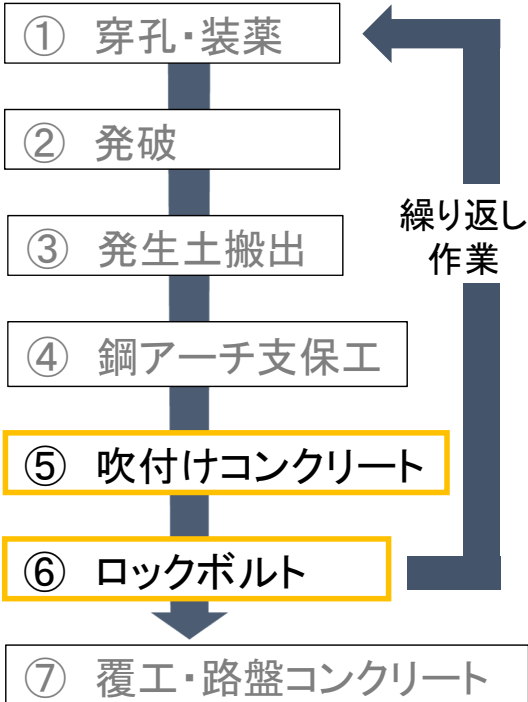 ① 穿孔・装薬
② 発破
③ 発生土搬出
④ 鋼アーチ支保工
⑤ 吹付けコンクリート
⑥ ロックボルト
⑦ 覆工・路盤コンクリート
繰り返し
作業